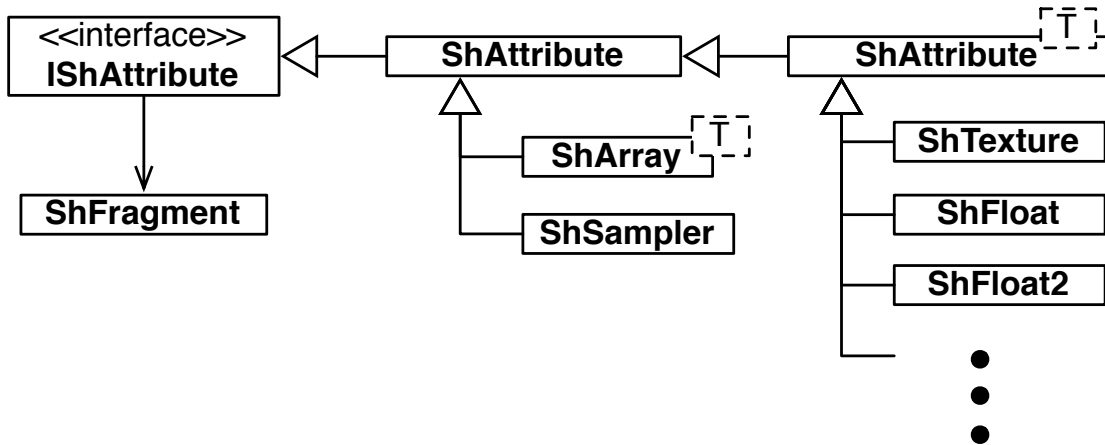 <<interface>>
IShAttribute
ShAttribute
T
ShAttribute
T
ShArray
ShTexture
ShFragment
ShSampler
ShFloat
ShFloat2